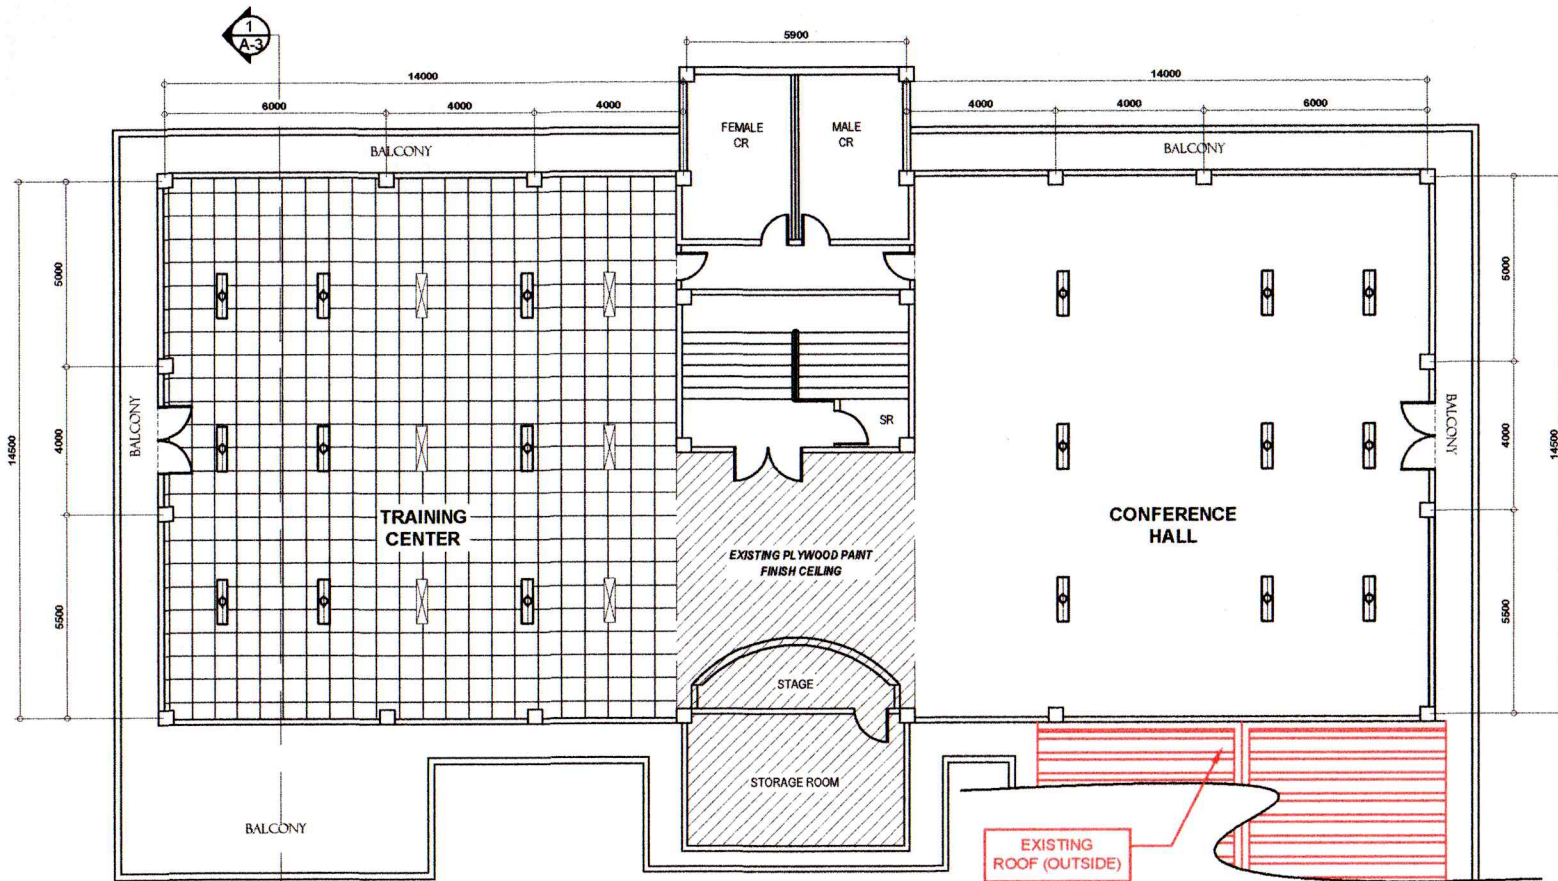 1
A-3
5900
14000
14000
6000
4000
4000
4000
4000
6000
FEMALE
CR
MALE
CR
BALCONY
BALCONY
5000
5000
BALCONY
BALCONY
14500
4000
SR
4000
14500
TRAINING
CENTER
CONFERENCE
HALL
EXISTING PLYWOOD PAINT
FINISH CEILING
5500
5500
STAGE
STORAGE ROOM
BALCONY
EXISTING
ROOF (OUTSIDE)